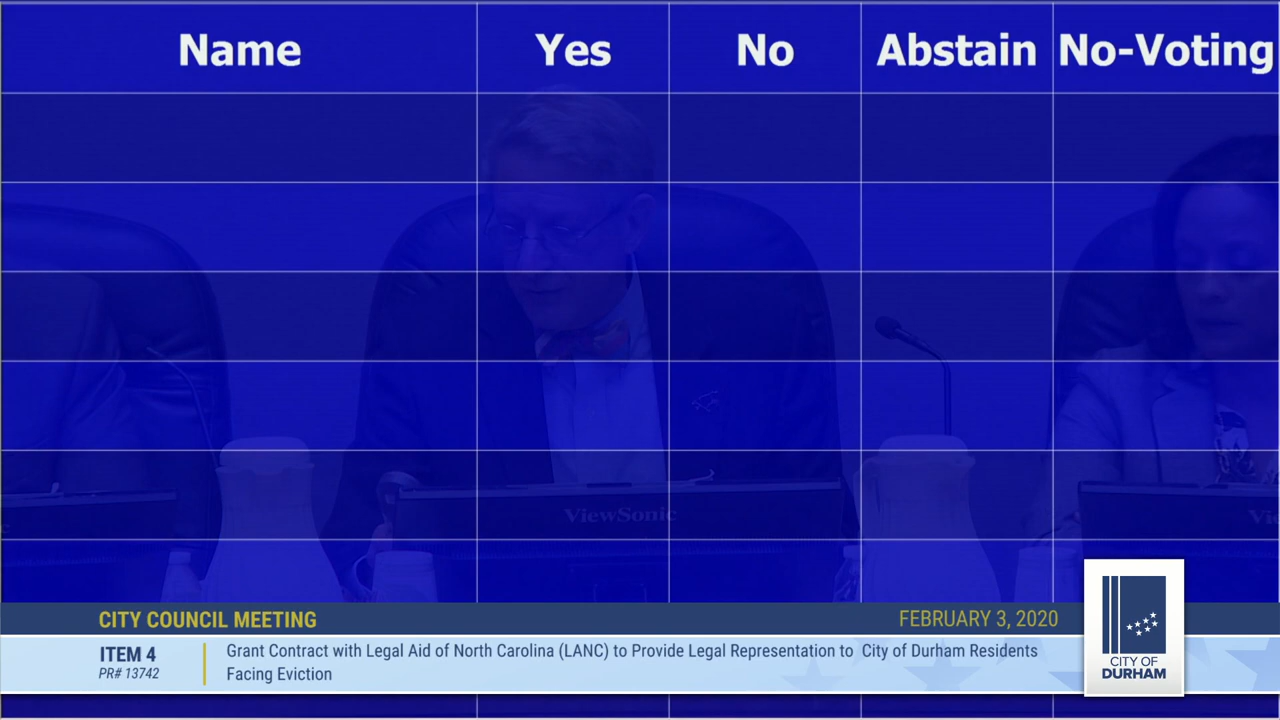 Name Yes No Abstain No-Voting
ViewSonic
CITY COUNCIL MEETING FEBRUARY 3, 2020
ITEM 4
PR# 13742
Grant Contract with Legal Aid of North Carolina (LANC) to Provide Legal Representation to City of Durham Residents
Facing Eviction
CITY OF
DURHAM